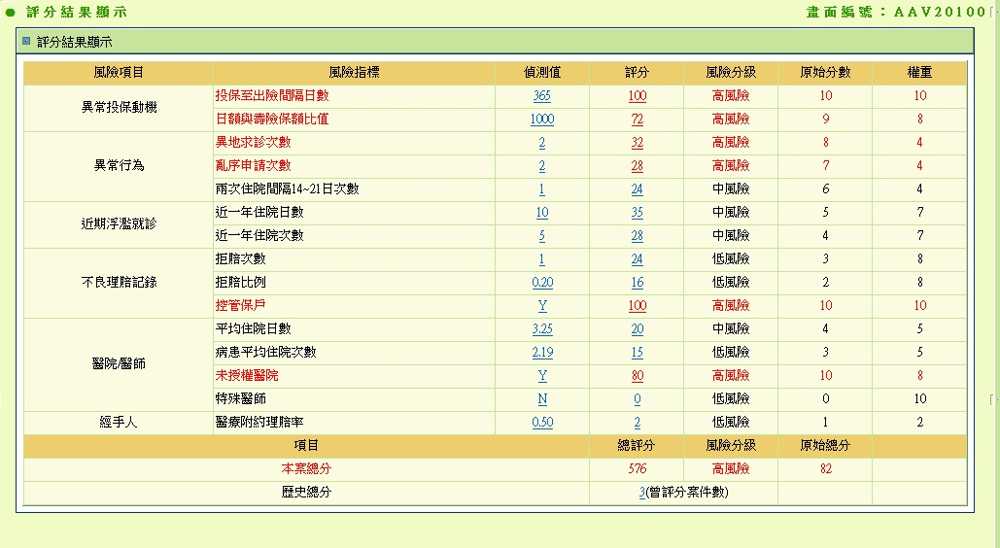 評分結果顯示 畫面編號：AAV20100
評分結果顯示
風險項目 風險指標 偵測值 評分 風險分級 原始分數 權重
異常投保動機 投保至出險間隔日數 365 100 高風險 10 10
日額與壽險保額比值 1000 72 高風險 9 8
異常行為 異地求診次數 2 32 高風險 8 4
亂序申請次數 2 28 高風險 7 4
兩次住院間隔14~21日次數 1 24 中風險 6 4
近期浮濫就診 近一年住院日數 10 35 中風險 5 7
近一年住院次數 5 28 中風險 4 7
不良理賠記錄 拒賠次數 1 24 低風險 3 8
拒賠比例 0.20 16 低風險 2 8
控管保戶 Y 100 高風險 10 10
醫院/醫師 平均住院日數 3.25 20 中風險 4 5
病患平均住院次數 2.19 15 低風險 3 5
未授權醫院 Y 80 高風險 10 8
特殊醫師 N 0 低風險 0 10
經手人 醫療附約理賠率 0.50 2 低風險 1 2
項目 總評分 風險分級 原始總分
本案總分 576 高風險 82
歷史總分 3(曾評分案件數)